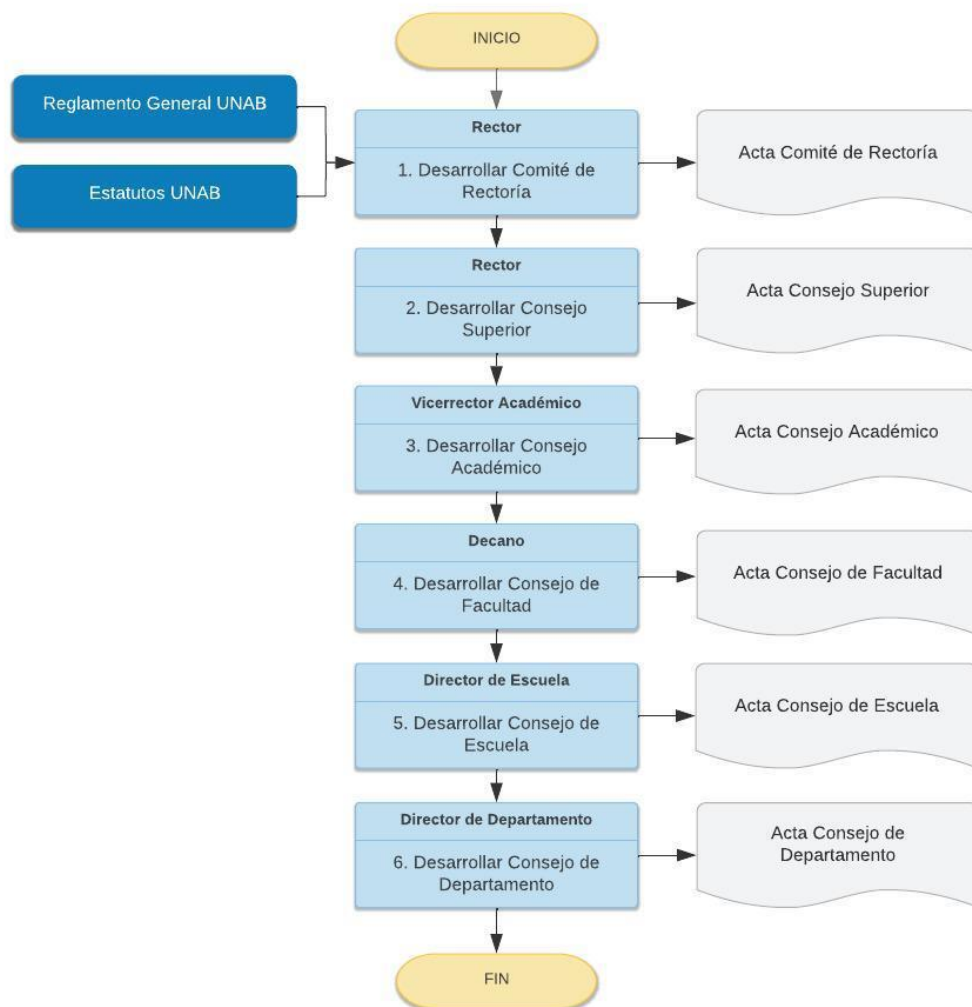 INICIO
Reglamento General UNAB
Estatutos UNAB
Rector
1. Desarrollar Comité de
Rectoría
Acta Comité de Rectoría
Rector
2. Desarrollar Consejo
Superior
Acta Consejo Superior
Vicerrector Académico
3. Desarrollar Consejo
Académico
Acta Consejo Académico
Decano
4. Desarrollar Consejo de
Facultad
Acta Consejo de Facultad
Director de Escuela
5. Desarrollar Consejo de
Escuela
Acta Consejo de Escuela
Director de Departamento
6. Desarrollar Consejo de
Departamento
Acta Consejo de
Departamento
FIN